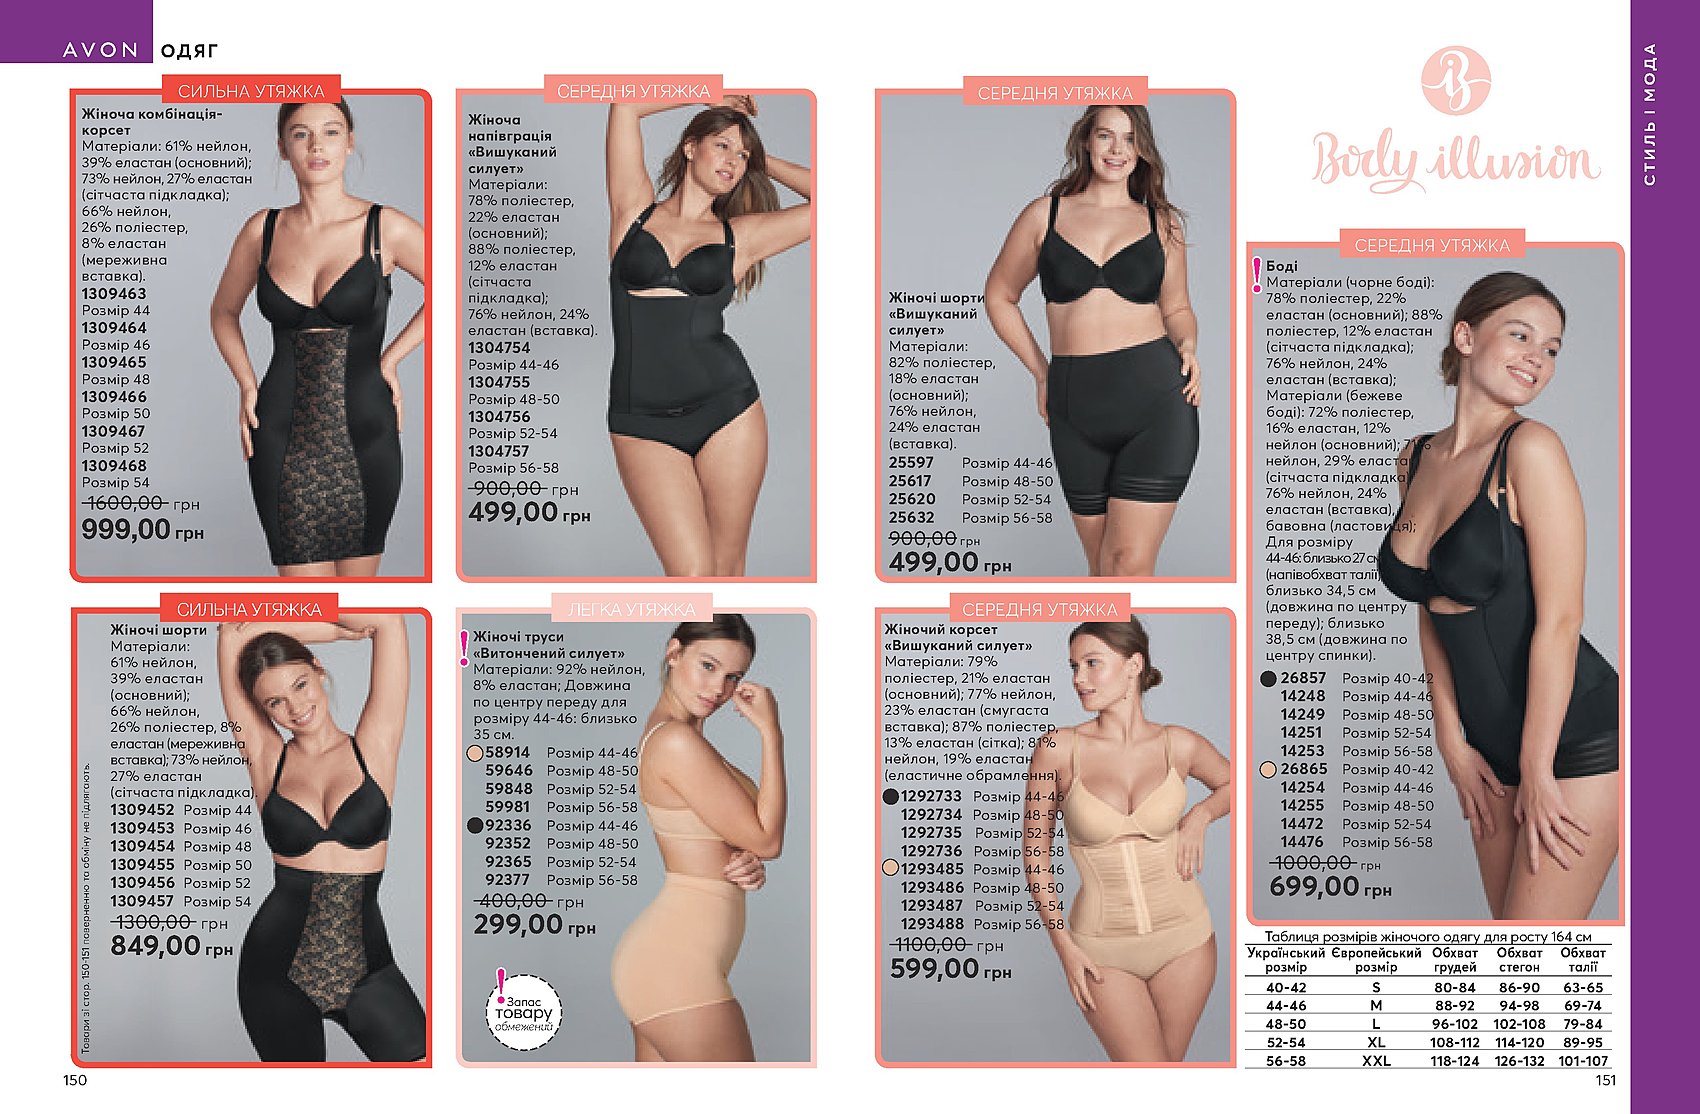 AVON ОДЯГ
СИЛЬНА УТЯЖКА
Жіноча комбінація-
корсет
Матеріали: 61% нейлон,
39% еластан (основний);
73% нейлон, 27% еластан
(сітчаста підкладка);
66% нейлон,
26% поліестер,
8% еластан
(мереживна
вставка).
1309463
Розмір 44
1309464
Розмір 46
1309465
Розмір 48
1309466
Розмір 50
1309467
Розмір 52
1309468
Розмір 54
1600,00 грн
999,00 грн
СЕРЕДНЯ УТЯЖКА
Жіноча
напівграція
«Вишуканий
силует»
Матеріали:
78% поліестер,
22% еластан
(основний);
88% поліестер,
12% еластан
(сітчаста
підкладка);
76% нейлон, 24%
еластан (вставка).
1304754
Розмір 44-46
1304755
Розмір 48-50
1304756
Розмір 52-54
1304757
Розмір 56-58
900,00 грн
499,00 грн
СЕРЕДНЯ УТЯЖКА
Жіночі шорти
«Вишуканий
силует»
Матеріали:
82% поліестер,
18% еластан
(основний);
76% нейлон,
24% еластан
(вставка).
25597 Розмір 44-46
25617 Розмір 48-50
25620 Розмір 52-54
25632 Розмір 56-58
900,00 грн
499,00 грн
Body illusion
СТИЛЬ І МОДА
СЕРЕДНЯ УТЯЖКА
Боді
Матеріали (чорне боді):
78% поліестер, 22%
еластан (основний); 88%
поліестер, 12% еластан
(сітчаста підкладка);
76% нейлон, 24%
еластан (вставка);
Матеріали (бежеве
боді): 72% поліестер,
16% еластан, 12%
нейлон (основний); 71%
нейлон, 29% еластан
(сітчаста підкладка)
76% нейлон, 24%
еластан (вставка),
бавовна (ластовиця);
Для розміру
44-46: близько 27 см
(напівобхват талії)
близько 34,5 см
(довжина по центру
переду); близько
38,5 см (довжина по
центру спинки).
26857 Розмір 40-42
14248 Розмір 44-46
14249 Розмір 48-50
14251 Розмір 52-54
14253 Розмір 56-58
26865 Розмір 40-42
14254 Розмір 44-46
14255 Розмір 48-50
14472 Розмір 52-54
14476 Розмір 56-58
1000,00 грн
699,00 грн
СИЛЬНА УТЯЖКА
Жіночі шорти
Матеріали:
61% нейлон,
39% еластан
(основний);
66% нейлон,
26% поліестер, 8%
еластан (мереживна
вставка); 73% нейлон,
27% еластан
(сітчаста підкладка).
1309452 Розмір 44
1309453 Розмір 46
1309454 Розмір 48
1309455 Розмір 50
1309456 Розмір 52
1309457 Розмір 54
1300,00 грн
849,00 грн
Товари зі стор. 150-151 поверненню та обміну не підлягають.
ЛЕГКА УТЯЖКА
Жіночі труси
«Витончений силует»
Матеріали: 92% нейлон,
8% еластан; Довжина
по центру переду для
розміру 44-46: близько
35 см.
58914 Розмір 44-46
59646 Розмір 48-50
59848 Розмір 52-54
59981 Розмір 56-58
92336 Розмір 44-46
92352 Розмір 48-50
92365 Розмір 52-54
92377 Розмір 56-58
400,00 грн
299,00 грн
Запас
товару
обмежений
СЕРЕДНЯ УТЯЖКА
Жіночий корсет
«Вишуканий силует»
Матеріали: 79%
поліестер, 21% еластан
(основний); 77% нейлон,
23% еластан (смугаста
вставка); 87% поліестер,
13% еластан (сітка); 81%
нейлон, 19% еластан
(еластичне обрамлення).
1292733 Розмір 44-46
1292734 Розмір 48-50
1292735 Розмір 52-54
1292736 Розмір 56-58
1293485 Розмір 44-46
1293486 Розмір 48-50
1293487 Розмір 52-54
1293488 Розмір 56-58
1100,00 грн
599,00 грн
Таблиця розмірів жіночого одягу для росту 164 см
Український розмір Європейський розмір Обхват грудей Обхват стегон Обхват талії
40-42 S 80-84 86-90 63-65
44-46 M 88-92 94-98 69-74
48-50 L 96-102 102-108 79-84
52-54 XL 108-112 114-120 89-95
56-58 XXL 118-124 126-132 101-107
150
151